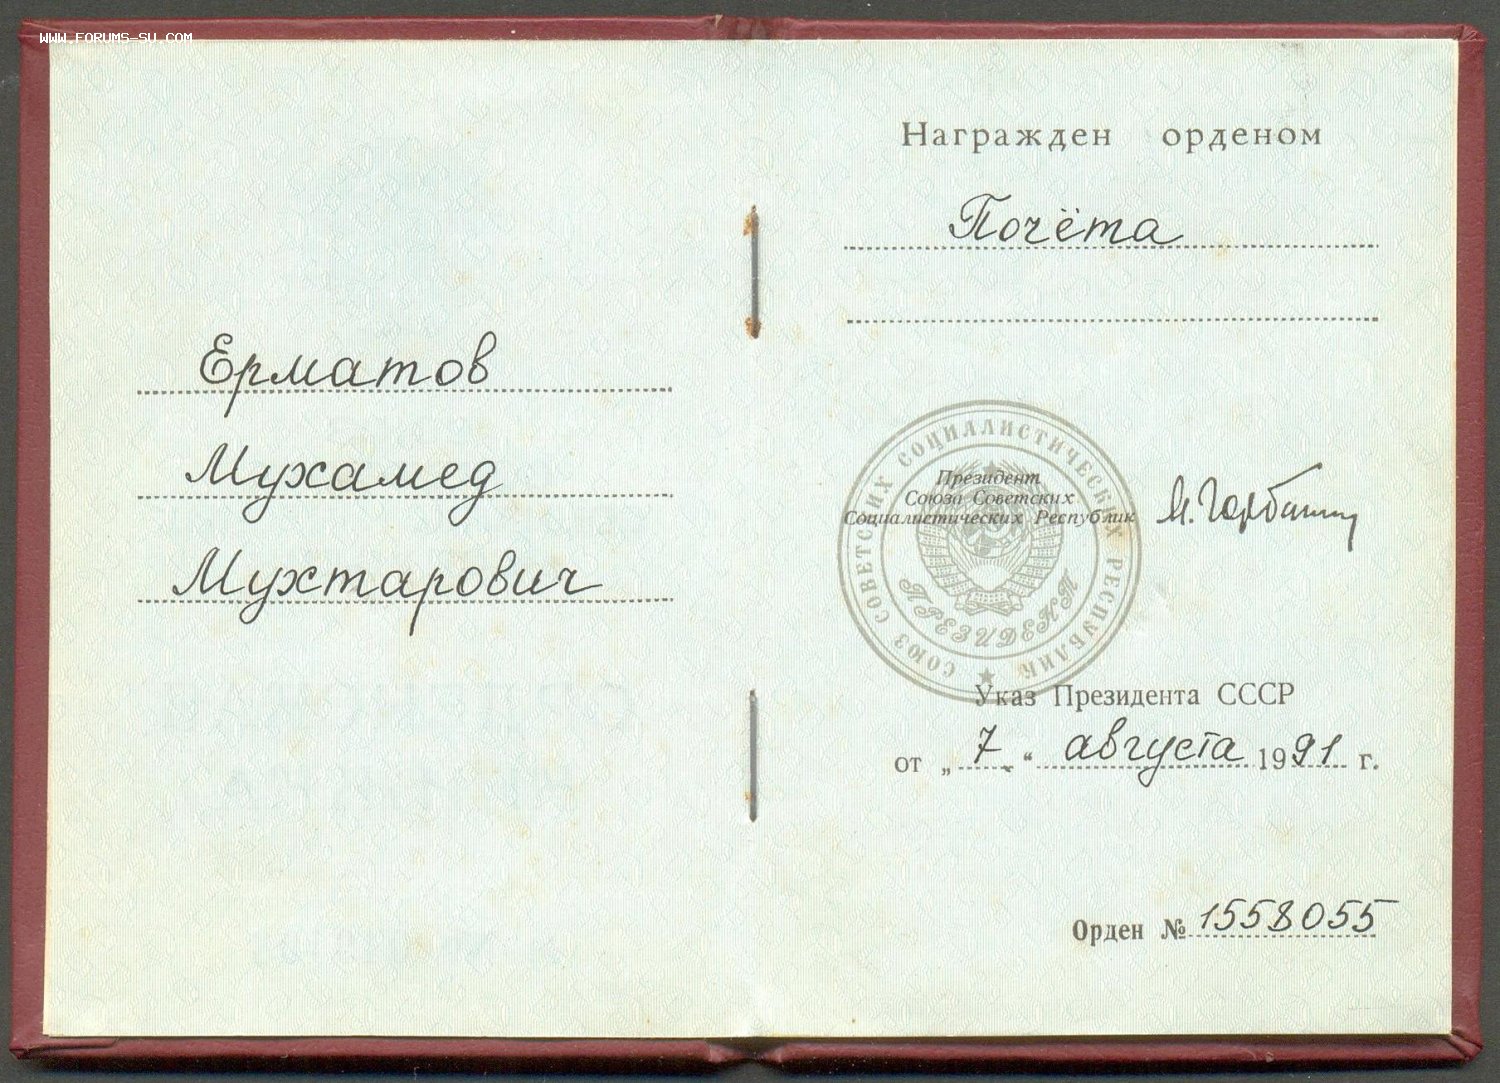 WWW.FORUMS-SU.COM
Ерматов
Мухамед
Мухтарович
Награжден орденом
Почёта
СОЮЗ СОВЕТСКИХ СОЦИАЛИСТИЧЕСКИХ РЕСПУБЛИК
ПРЕЗИДЕНТ
Президент
Союза Советских
Социалистических Республик
М. Горбачев
Указ Президента СССР
от „7“ августа 1991 г.
Орден № 1558055